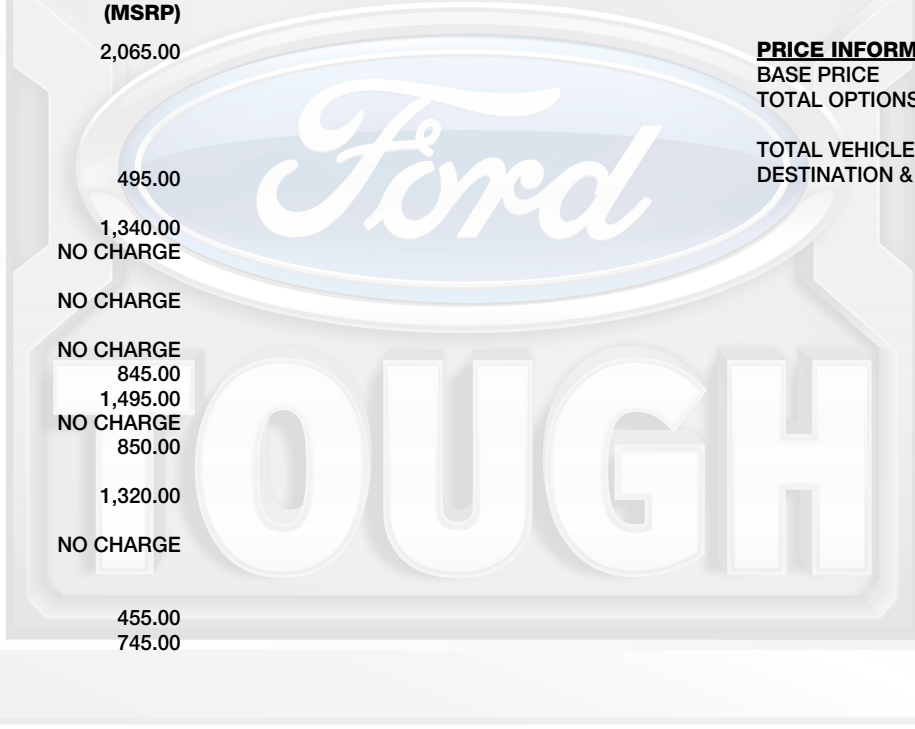 (MSRP)
2,065.00
495.00
1,340.00
NO CHARGE
NO CHARGE
NO CHARGE
845.00
1,495.00
NO CHARGE
850.00
1,320.00
NO CHARGE
455.00
745.00
PRICE INFORM
BASE PRICE
TOTAL OPTIONS
TOTAL VEHICLE
DESTINATION &
Ford
TOUGH